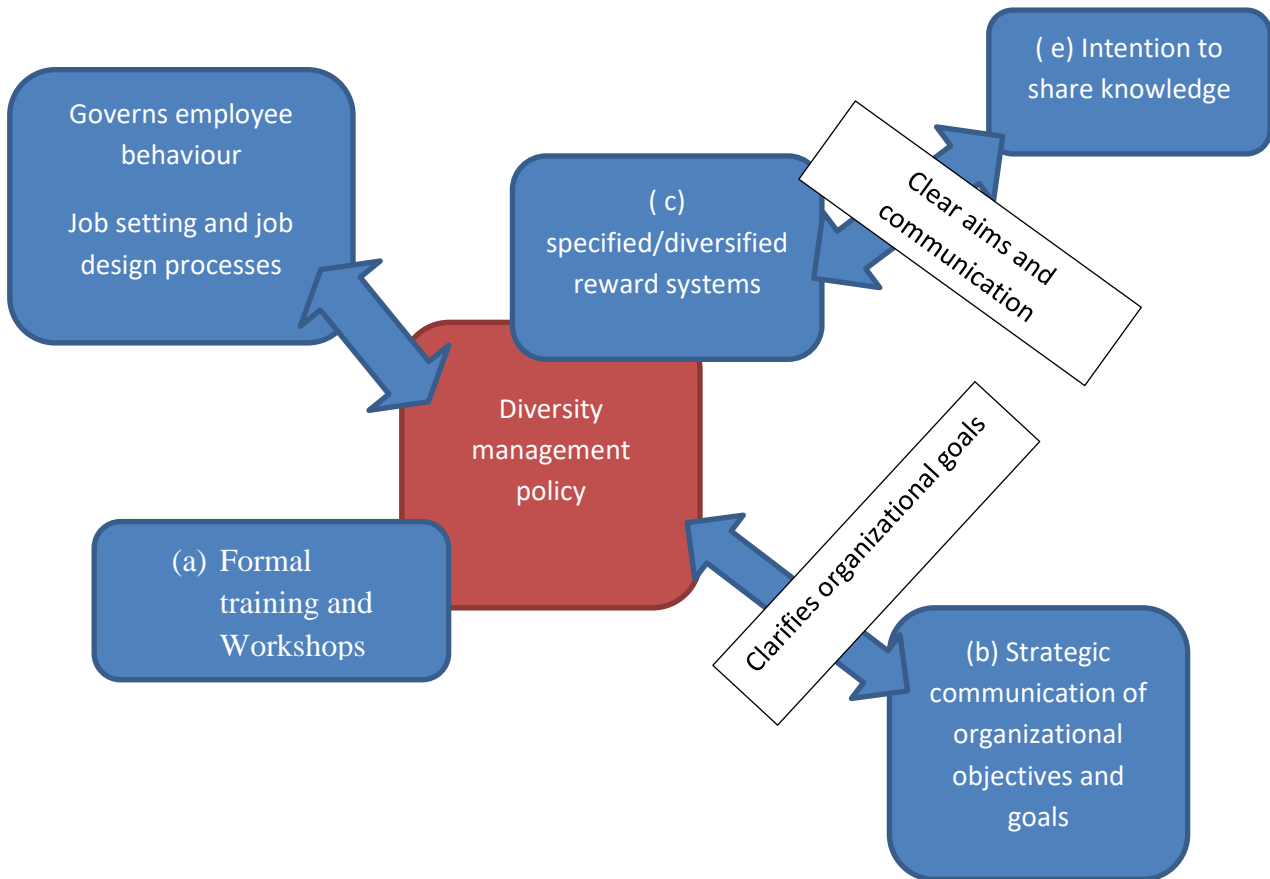 Governs employee
behaviour
Job setting and job
design processes
( e) Intention to
share knowledge
( c)
specified/diversified
reward systems
Clear aims and
communication
Diversity
management
policy
Clarifies organizational goals
(a) Formal
training and
Workshops
(b) Strategic
communication of
organizational
objectives and
goals